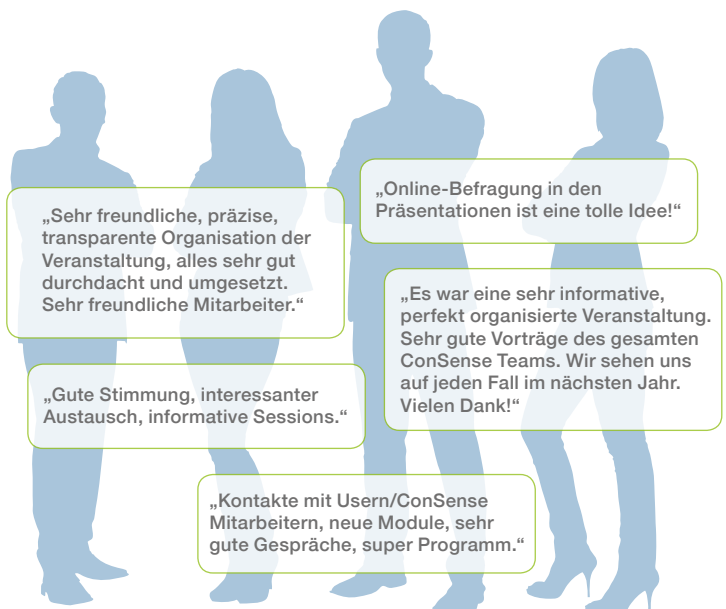 „Online-Befragung in den
Präsentationen ist eine tolle Idee!“
„Sehr freundliche, präzise,
transparente Organisation der
Veranstaltung, alles sehr gut
durchdacht und umgesetzt.
Sehr freundliche Mitarbeiter.“
„Es war eine sehr informative,
perfekt organisierte Veranstaltung.
Sehr gute Vorträge des gesamten
ConSense Teams. Wir sehen uns
auf jeden Fall im nächsten Jahr.
Vielen Dank!“
„Gute Stimmung, interessanter
Austausch, informative Sessions.“
„Kontakte mit Usern/ConSense
Mitarbeitern, neue Module, sehr
gute Gespräche, super Programm.“